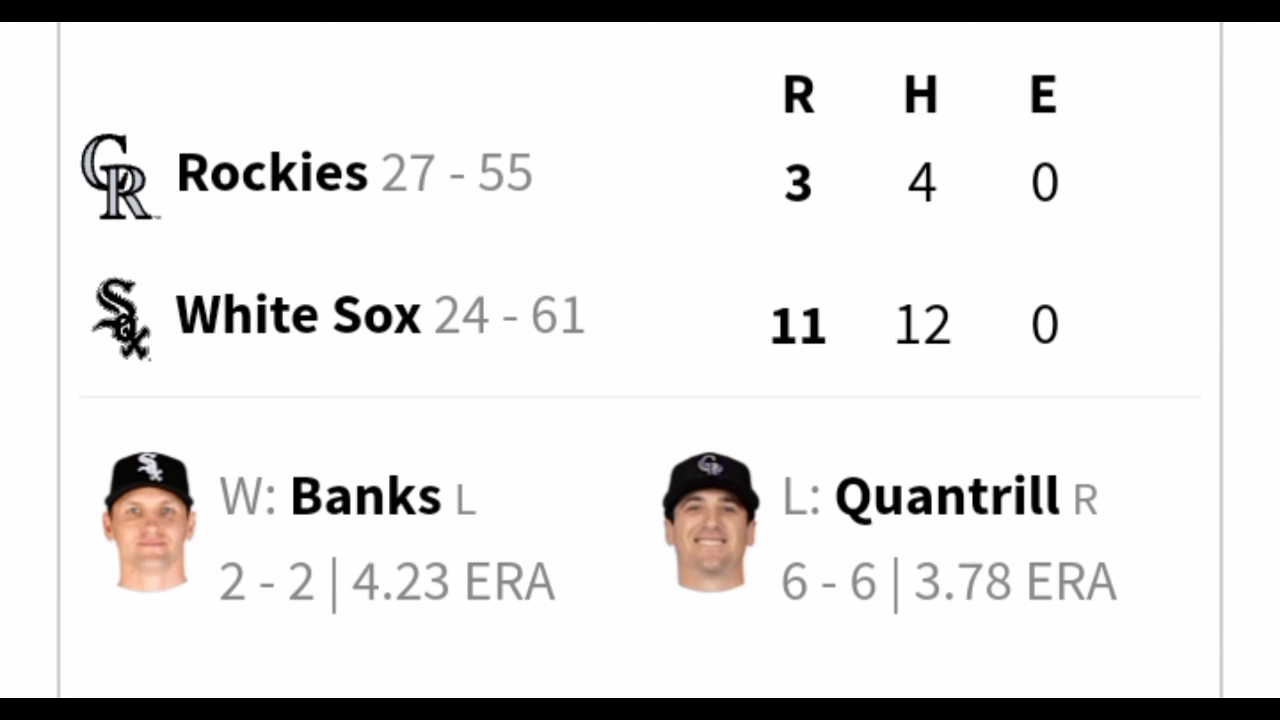 R H E
Rockies 27 - 55 3 4 0
White Sox 24 - 61 11 12 0
W: Banks L L: Quantrill R
2 - 2 | 4.23 ERA 6 - 6 | 3.78 ERA